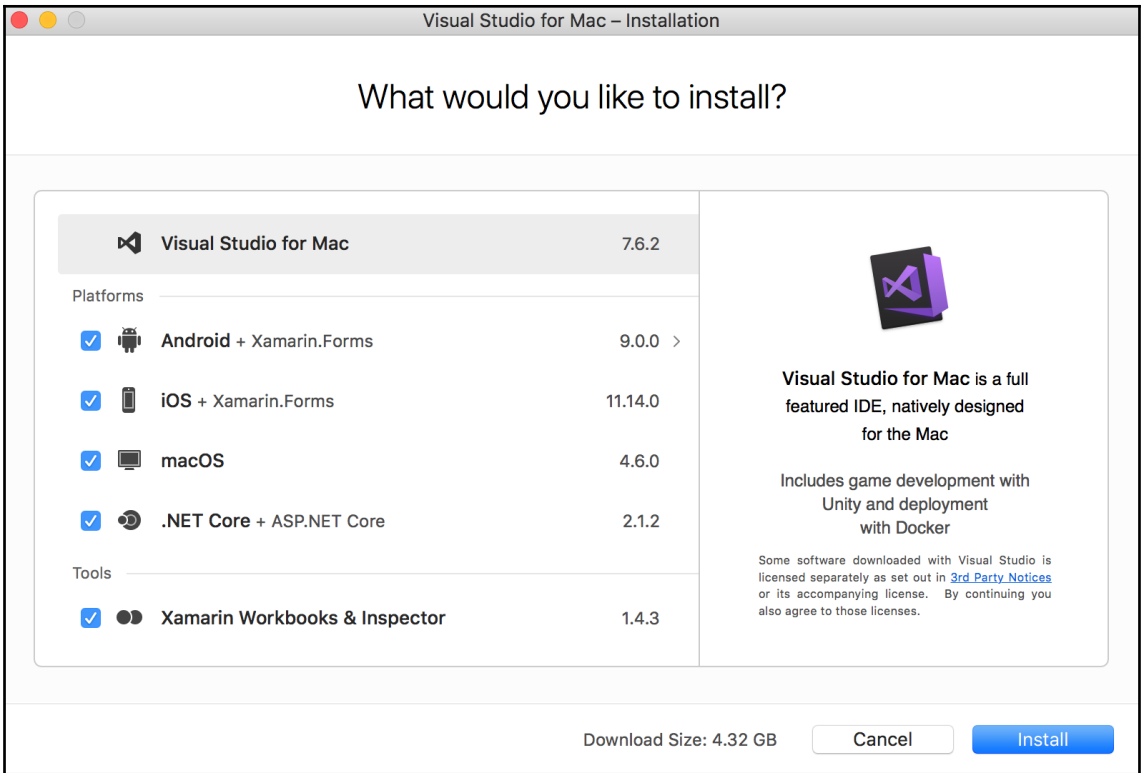 Visual Studio for Mac – Installation
What would you like to install?
Visual Studio for Mac 7.6.2
Platforms
Android + Xamarin.Forms 9.0.0
iOS + Xamarin.Forms 11.14.0
macOS 4.6.0
.NET Core + ASP.NET Core 2.1.2
Tools
Xamarin Workbooks & Inspector 1.4.3
Visual Studio for Mac is a full
featured IDE, natively designed
for the Mac
Includes game development with
Unity and deployment
with Docker
Some software downloaded with Visual Studio is
licensed separately as set out in 3rd Party Notices
or its accompanying license. By continuing you
also agree to those licenses.
Download Size: 4.32 GB Cancel Install